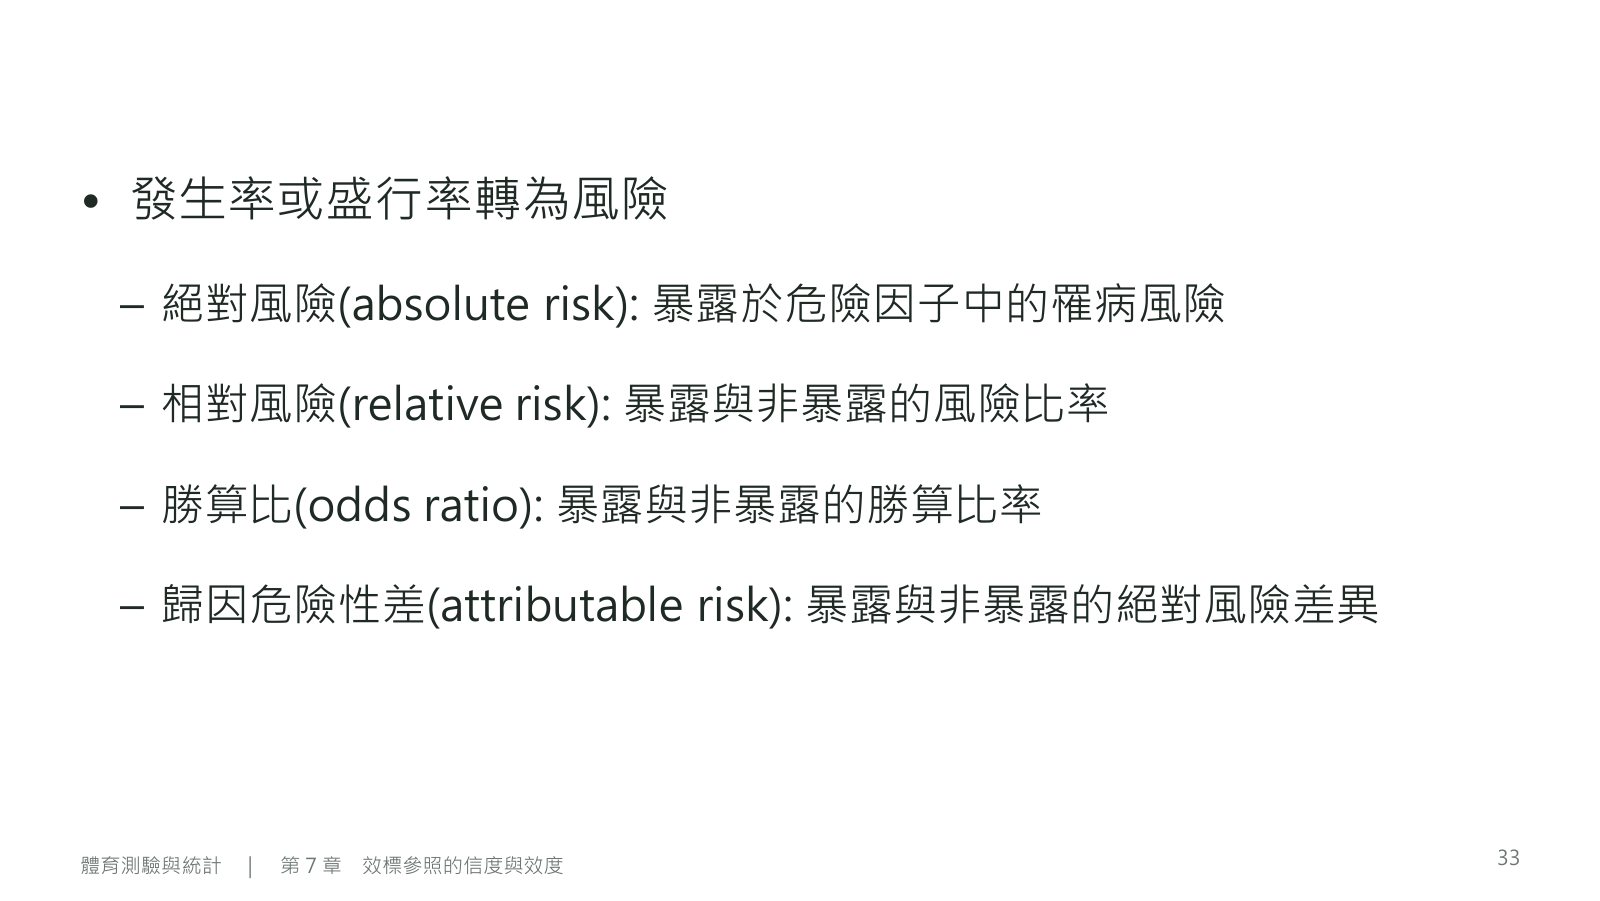 • 發生率或盛行率轉為風險
– 絕對風險(absolute risk): 暴露於危險因子中的罹病風險
– 相對風險(relative risk): 暴露與非暴露的風險比率
– 勝算比(odds ratio): 暴露與非暴露的勝算比率
– 歸因危險性差(attributable risk): 暴露與非暴露的絕對風險差異
體育測驗與統計 | 第 7 章 效標參照的信度與效度
33